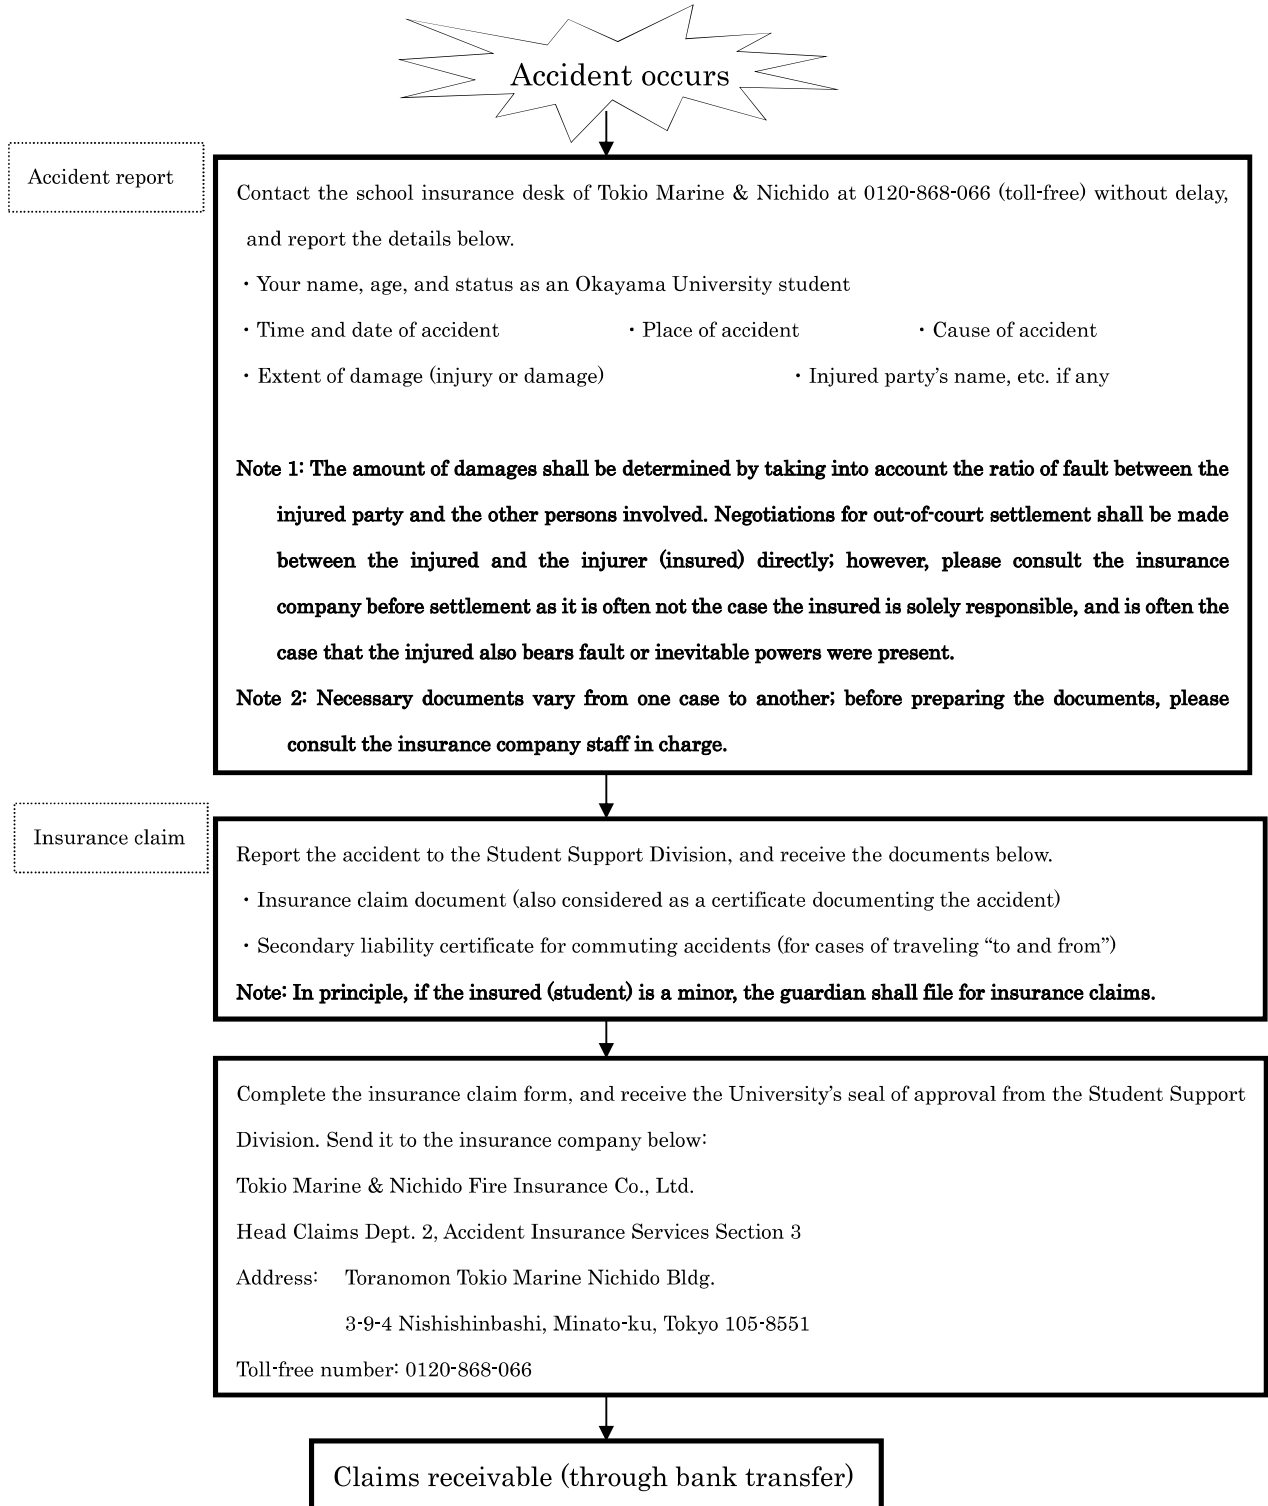 Accident occurs
Accident report
Contact the school insurance desk of Tokio Marine & Nichido at 0120-868-066 (toll-free) without delay,
and report the details below.
・Your name, age, and status as an Okayama University student
・Time and date of accident ・Place of accident ・Cause of accident
・Extent of damage (injury or damage) ・Injured party’s name, etc. if any
Note 1: The amount of damages shall be determined by taking into account the ratio of fault between the
injured party and the other persons involved. Negotiations for out-of-court settlement shall be made
between the injured and the injurer (insured) directly; however, please consult the insurance
company before settlement as it is often not the case the insured is solely responsible, and is often the
case that the injured also bears fault or inevitable powers were present.
Note 2: Necessary documents vary from one case to another; before preparing the documents, please
consult the insurance company staff in charge.
Insurance claim
Report the accident to the Student Support Division, and receive the documents below.
・Insurance claim document (also considered as a certificate documenting the accident)
・Secondary liability certificate for commuting accidents (for cases of traveling “to and from”)
Note: In principle, if the insured (student) is a minor, the guardian shall file for insurance claims.
Complete the insurance claim form, and receive the University’s seal of approval from the Student Support
Division. Send it to the insurance company below:
Tokio Marine & Nichido Fire Insurance Co., Ltd.
Head Claims Dept. 2, Accident Insurance Services Section 3
Address: Toranomon Tokio Marine Nichido Bldg.
3-9-4 Nishishinbashi, Minato-ku, Tokyo 105-8551
Toll-free number: 0120-868-066
Claims receivable (through bank transfer)